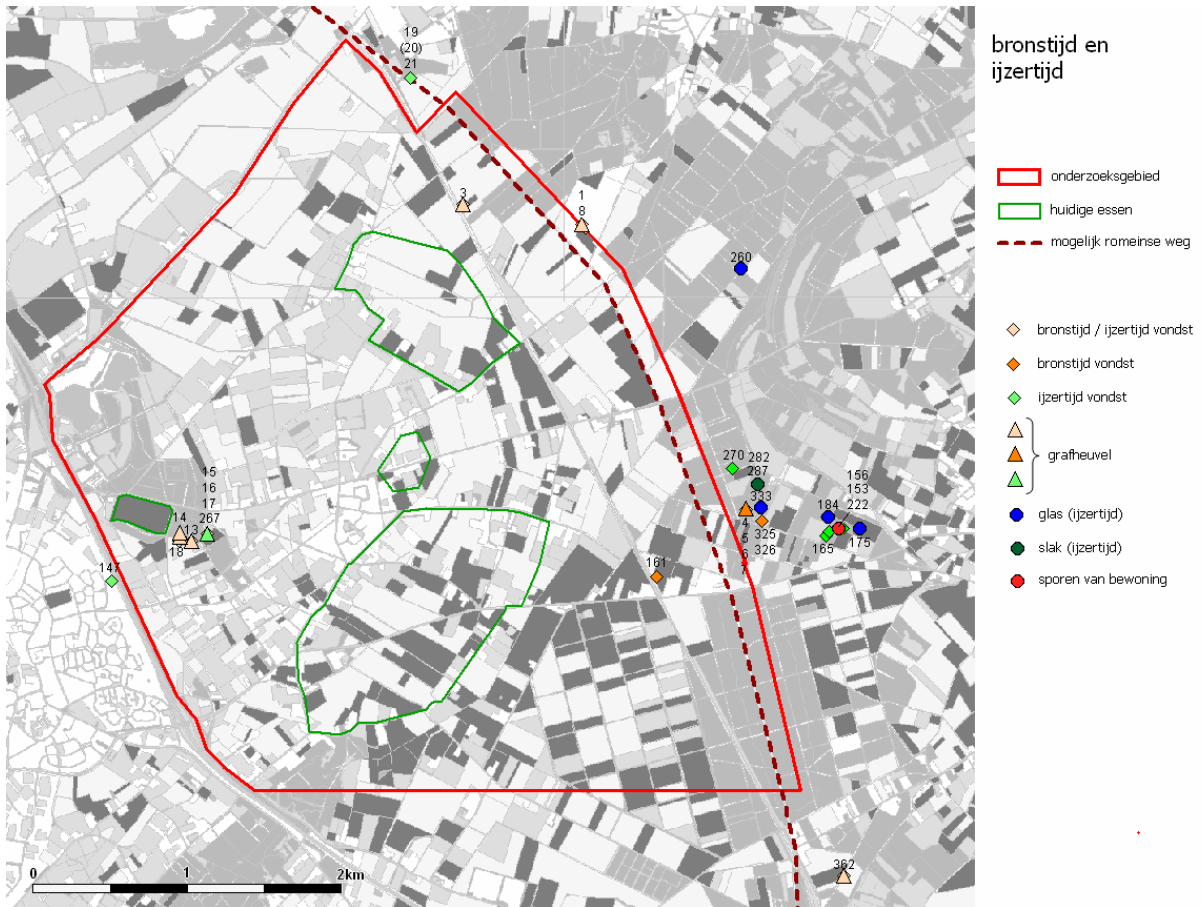 bronstijd en
ijzertijd
onderzoeksgebied
huidige essen
mogelijk romeinse weg
bronstijd / ijzertijd vondst
bronstijd vondst
ijzertijd vondst
grafheuvel
glas (ijzertijd)
slak (ijzertijd)
sporen van bewoning
19
(20)
21
3
1
8
260
270
282
287
333
4
5
6
7
325
326
156
153
184
222
165
175
161
15
16
17
267
14
13
18
147
362
0
1
2km